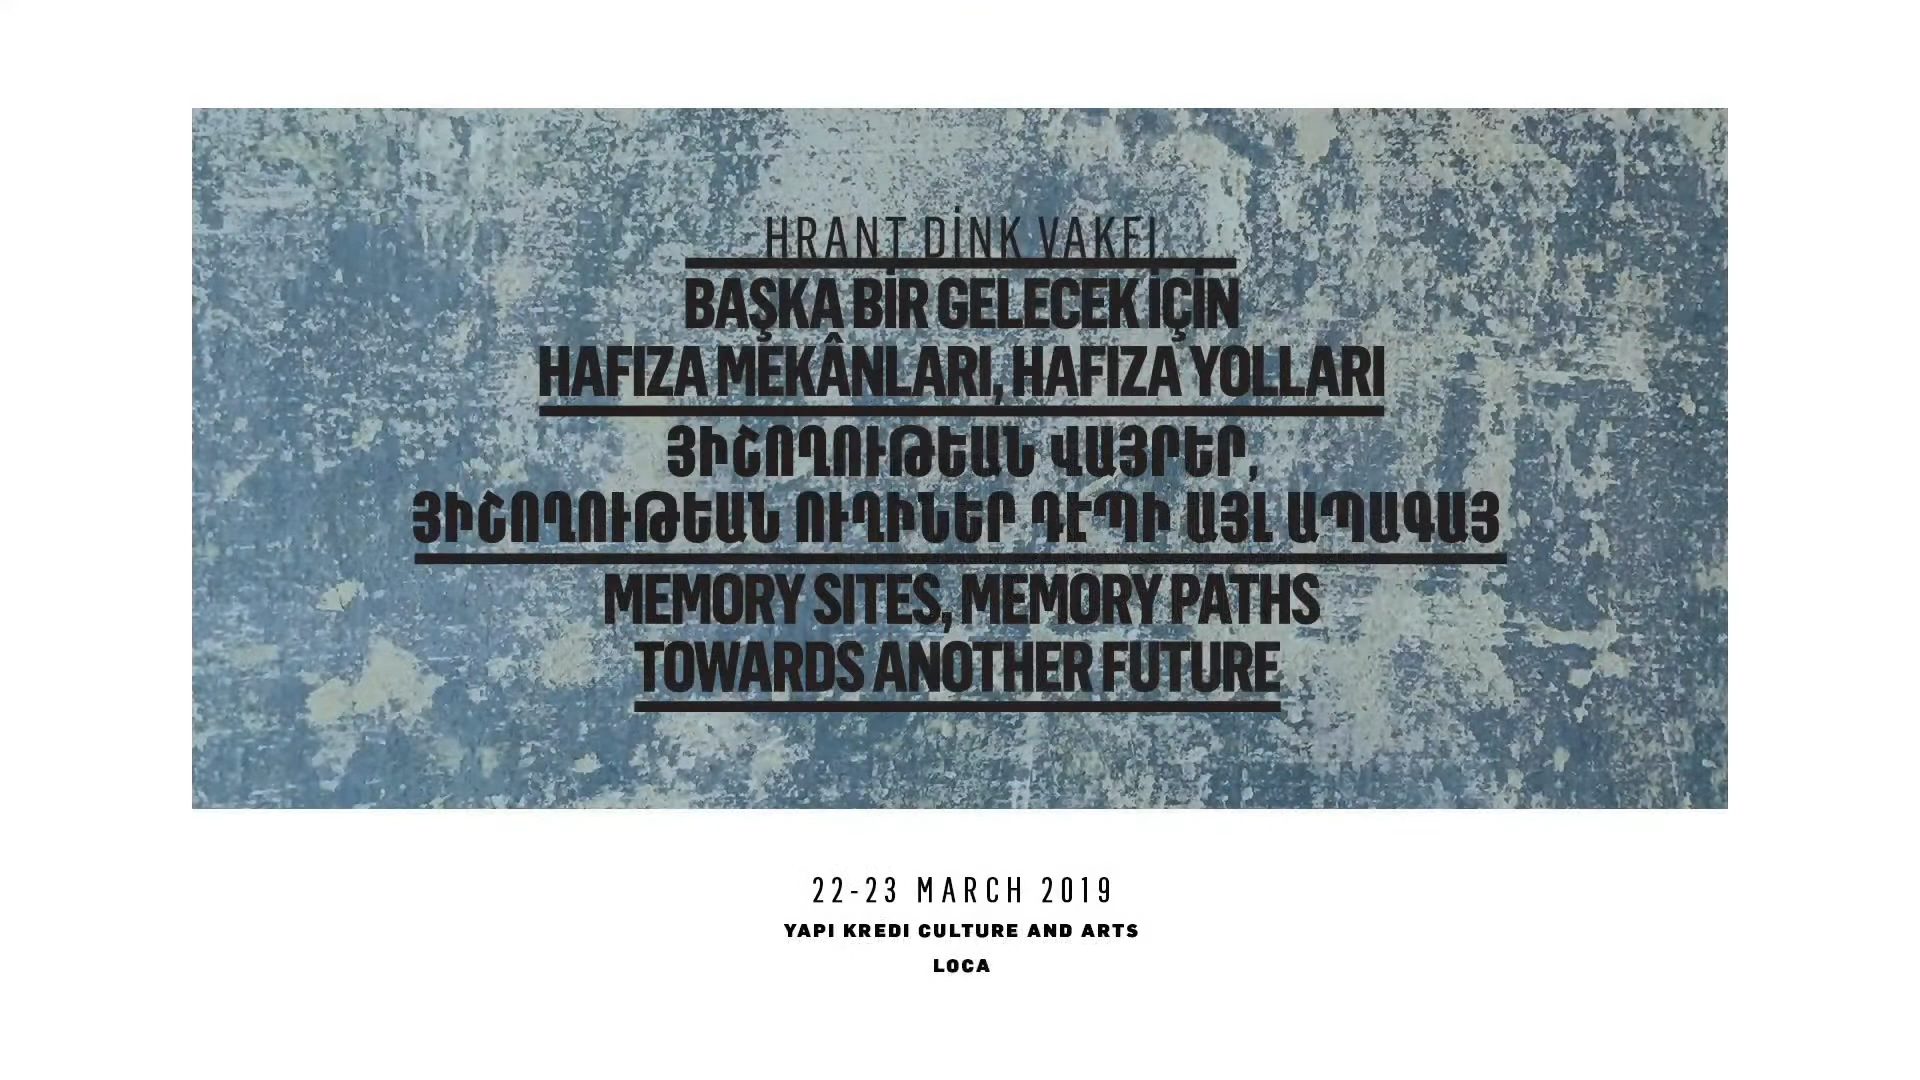 HRANT DİNK VAKFI
BAŞKA BİR GELECEK İÇİN
HAFIZA MEKÂNLARI, HAFIZA YOLLARI
ՅԻՇՈՂՈՒԹԵԱՆ ՎԱՅՐԵՐ,
ՅԻՇՈՂՈՒԹԵԱՆ ՈՒՂԻՆԵՐ ԴԷՊԻ ԱՅԼ ԱՊԱԳԱՅ
MEMORY SITES, MEMORY PATHS
TOWARDS ANOTHER FUTURE
22-23 MARCH 2019
YAPI KREDI CULTURE AND ARTS
LOCA